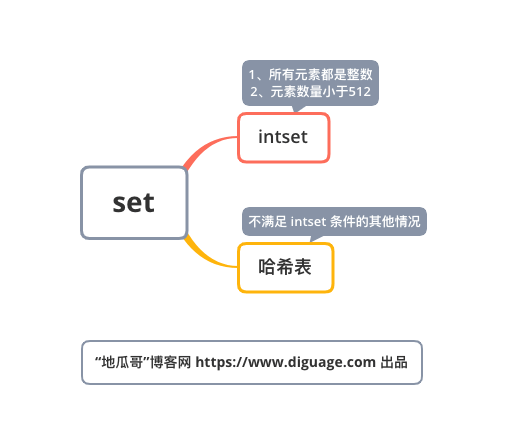 1、所有元素都是整数
2、元素数量小于512
intset
set
不满足 intset 条件的其他情况
哈希表
“地瓜哥”博客网 https://www.diguage.com 出品